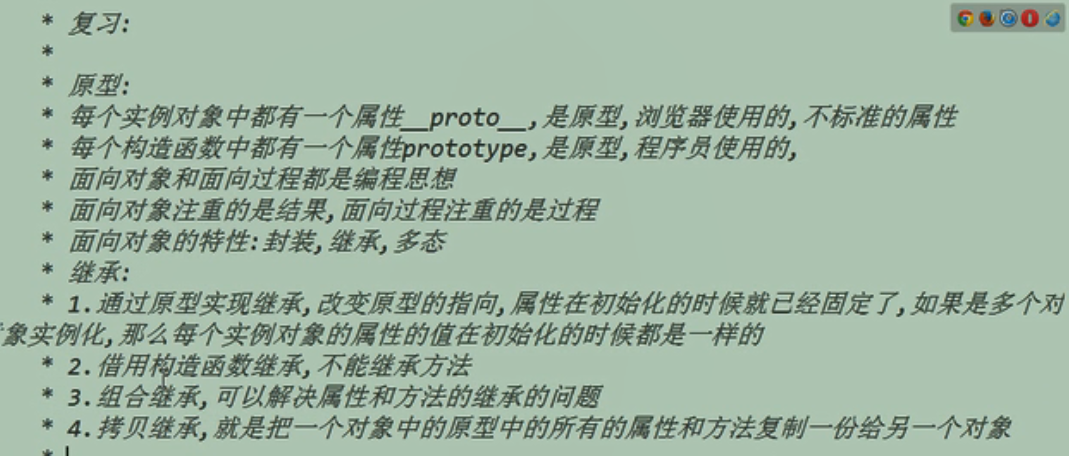 * 复习:
*
* 原型:
* 每个实例对象中都有一个属性__proto__,是原型,浏览器使用的,不标准的属性
* 每个构造函数中都有一个属性prototype,是原型,程序员使用的,
* 面向对象和面向过程都是编程思想
* 面向对象注重的是结果,面向过程注重的是过程
* 面向对象的特性:封装,继承,多态
* 继承:
* 1.通过原型实现继承,改变原型的指向,属性在初始化的时候就已经固定了,如果是多个对
象实例化,那么每个实例对象的属性的值在初始化的时候都是一样的
* 2.借用构造函数继承,不能继承方法
* 3.组合继承,可以解决属性和方法的继承的问题
* 4.拷贝继承,就是把一个对象中的原型中的所有的属性和方法复制一份给另一个对象
*